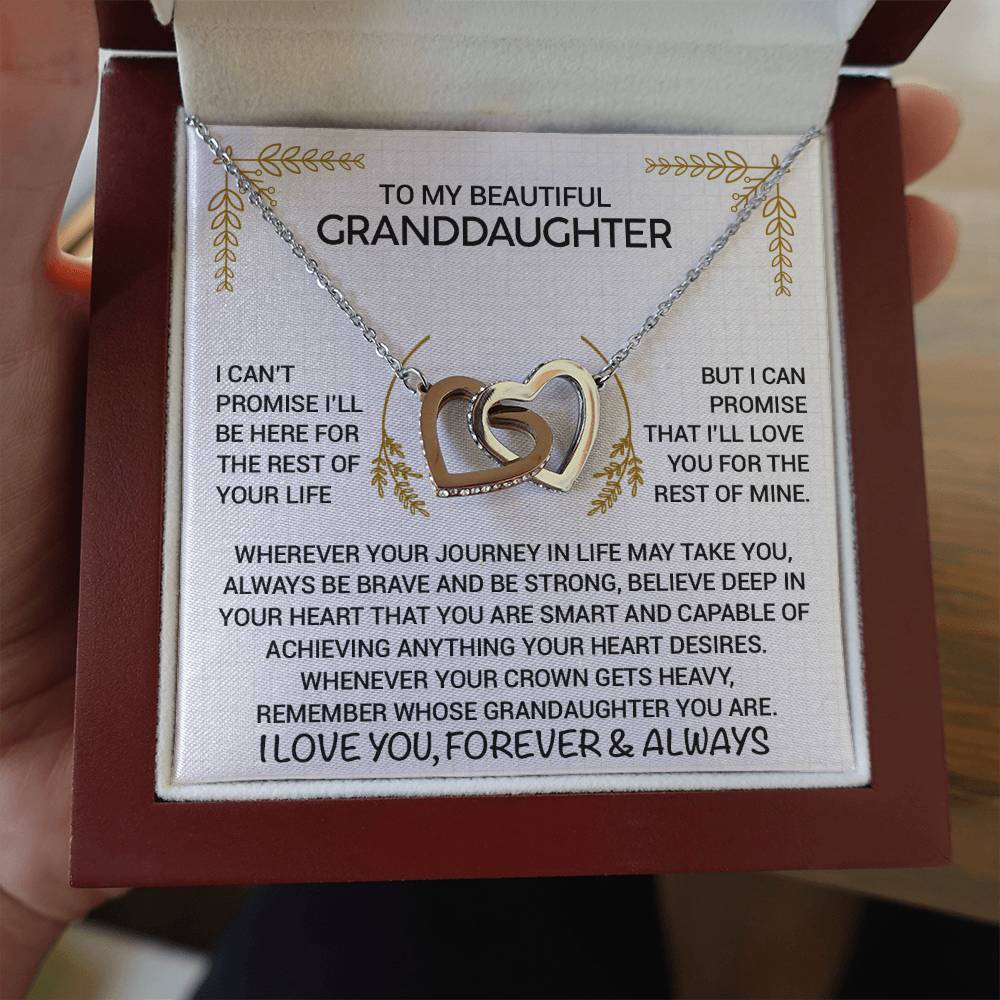 TO MY BEAUTIFUL
GRANDDAUGHTER
I CAN'T
PROMISE I'LL
BE HERE FOR
THE REST OF
YOUR LIFE
BUT I CAN
PROMISE
THAT I'LL LOVE
YOU FOR THE
REST OF MINE.
WHEREVER YOUR JOURNEY IN LIFE MAY TAKE YOU,
ALWAYS BE BRAVE AND BE STRONG, BELIEVE DEEP IN
YOUR HEART THAT YOU ARE SMART AND CAPABLE OF
ACHIEVING ANYTHING YOUR HEART DESIRES.
WHENEVER YOUR CROWN GETS HEAVY,
REMEMBER WHOSE GRANDAUGHTER YOU ARE.
I LOVE YOU, FOREVER & ALWAYS